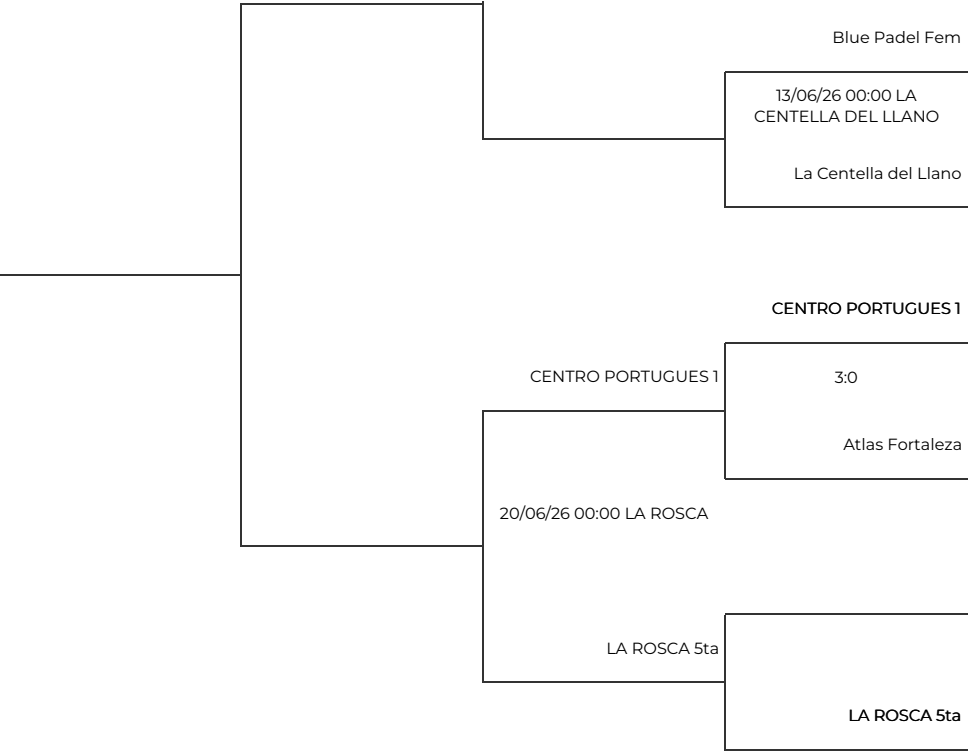 Blue Padel Fem
13/06/26 00:00 LA
CENTELLA DEL LLANO
La Centella del Llano
CENTRO PORTUGUES 1
CENTRO PORTUGUES 1
3:0
Atlas Fortaleza
20/06/26 00:00 LA ROSCA
LA ROSCA 5ta
LA ROSCA 5ta